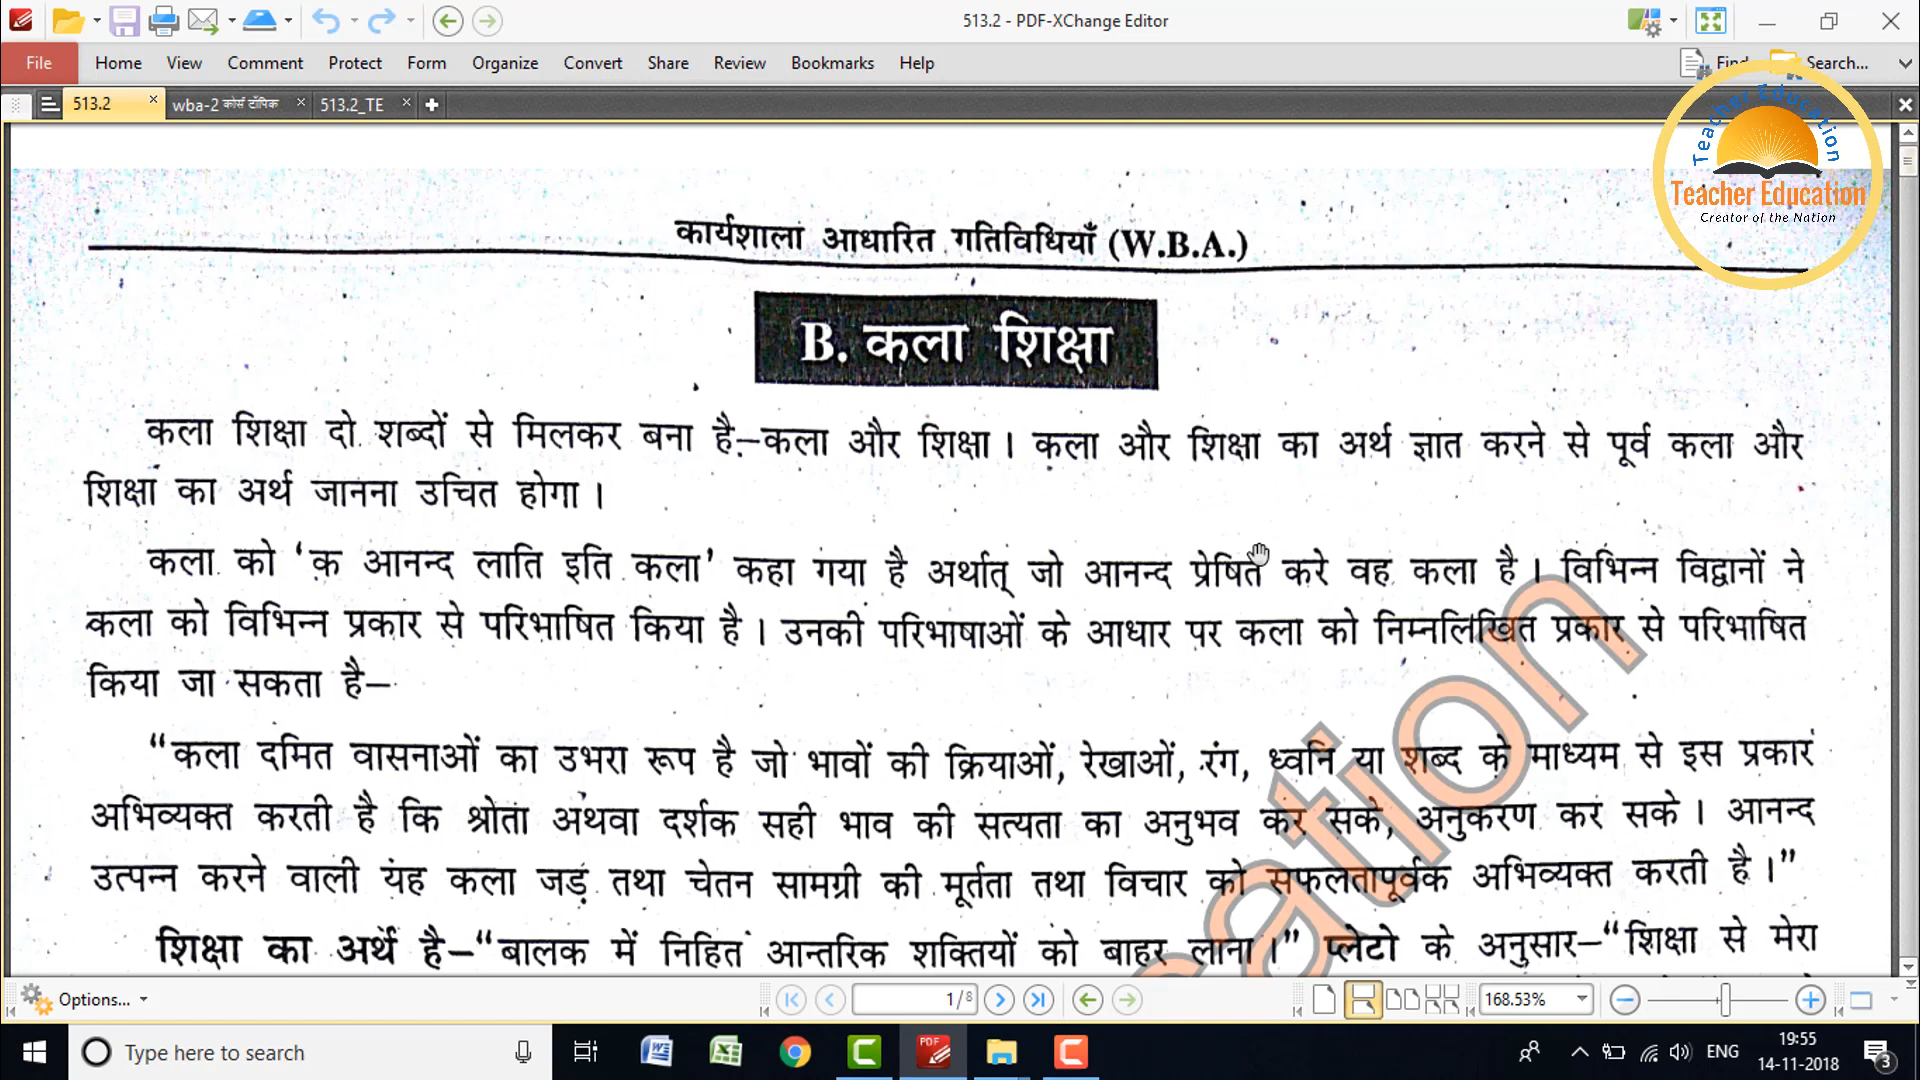 513.2 - PDF-XChange Editor
File Home View Comment Protect Form Organize Convert Share Review Bookmarks Help Find Search...
513.2 wba-2 कोर्स टॉपिक 513.2_TE
Teacher Education
Teacher Education
Creator of the Nation
कार्यशाला आधारित गतिविधियाँ (W.B.A.)
B. कला शिक्षा
कला शिक्षा दो शब्दों से मिलकर बना है–कला और शिक्षा। कला और शिक्षा का अर्थ ज्ञात करने से पूर्व कला और
शिक्षा का अर्थ जानना उचित होगा।
कला को ‘क आनन्द लाति इति कला’ कहा गया है अर्थात् जो आनन्द प्रेषित करे वह कला है। विभिन्न विद्वानों ने
कला को विभिन्न प्रकार से परिभाषित किया है। उनकी परिभाषाओं के आधार पर कला को निम्नलिखित प्रकार से परिभाषित
किया जा सकता है–
“कला दमित वासनाओं का उभरा रूप है जो भावों की क्रियाओं, रेखाओं, रंग, ध्वनि या शब्द के माध्यम से इस प्रकार
अभिव्यक्त करती है कि श्रोता अथवा दर्शक सही भाव की सत्यता का अनुभव कर सके, अनुकरण कर सके। आनन्द
उत्पन्न करने वाली यह कला जड़ तथा चेतन सामग्री की मूर्तता तथा विचार को सफलतापूर्वक अभिव्यक्त करती है।”
शिक्षा का अर्थ है–“बालक में निहित आन्तरिक शक्तियों को बाहर लाना।” प्लेटो के अनुसार–“शिक्षा से मेरा
ation
Options... 1 / 8 168.53%
Type here to search ENG 19:55
14-11-2018 3